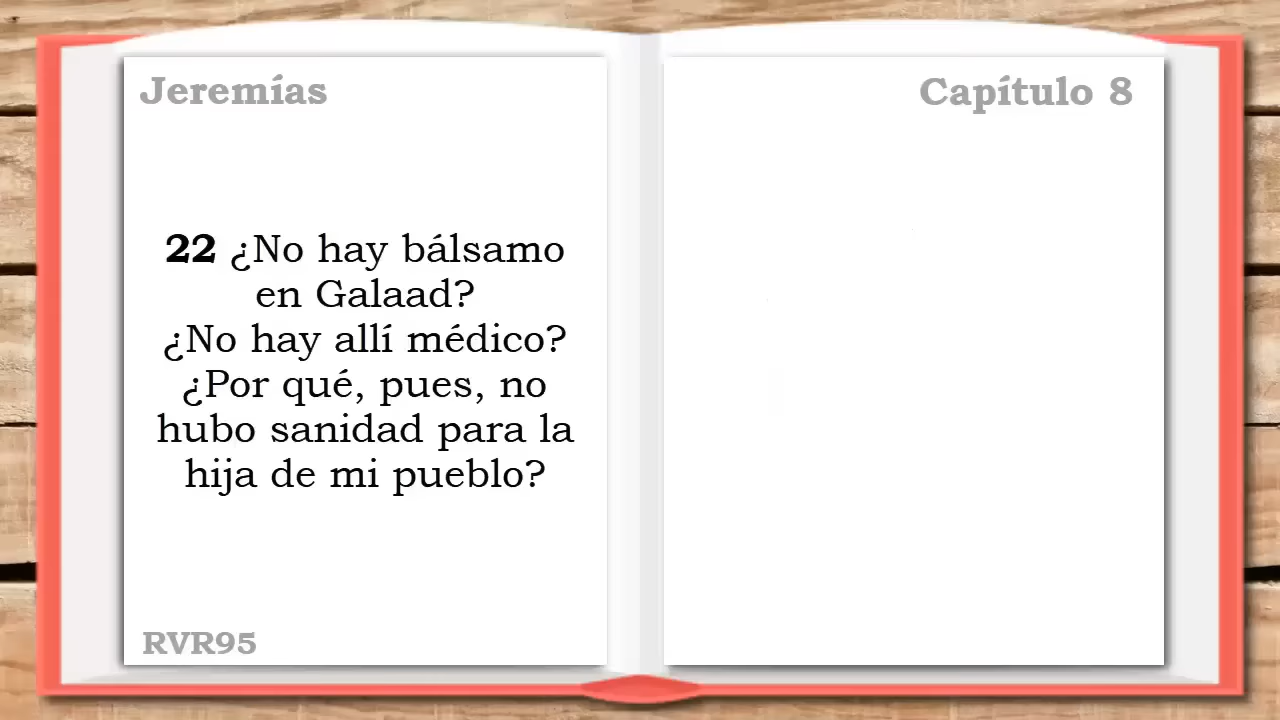 Jeremías
Capítulo 8
22 ¿No hay bálsamo
en Galaad?
¿No hay allí médico?
¿Por qué, pues, no
hubo sanidad para la
hija de mi pueblo?
RVR95